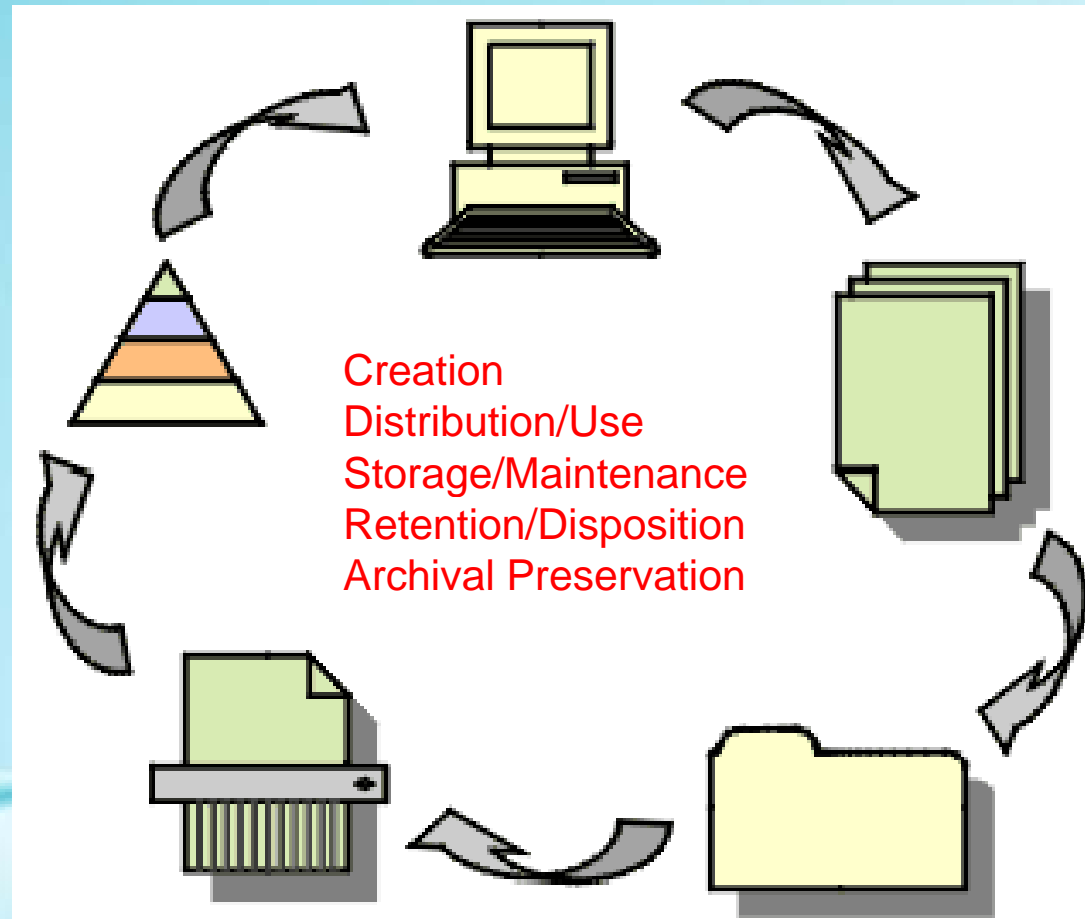 Creation
Distribution/Use
Storage/Maintenance
Retention/Disposition
Archival Preservation